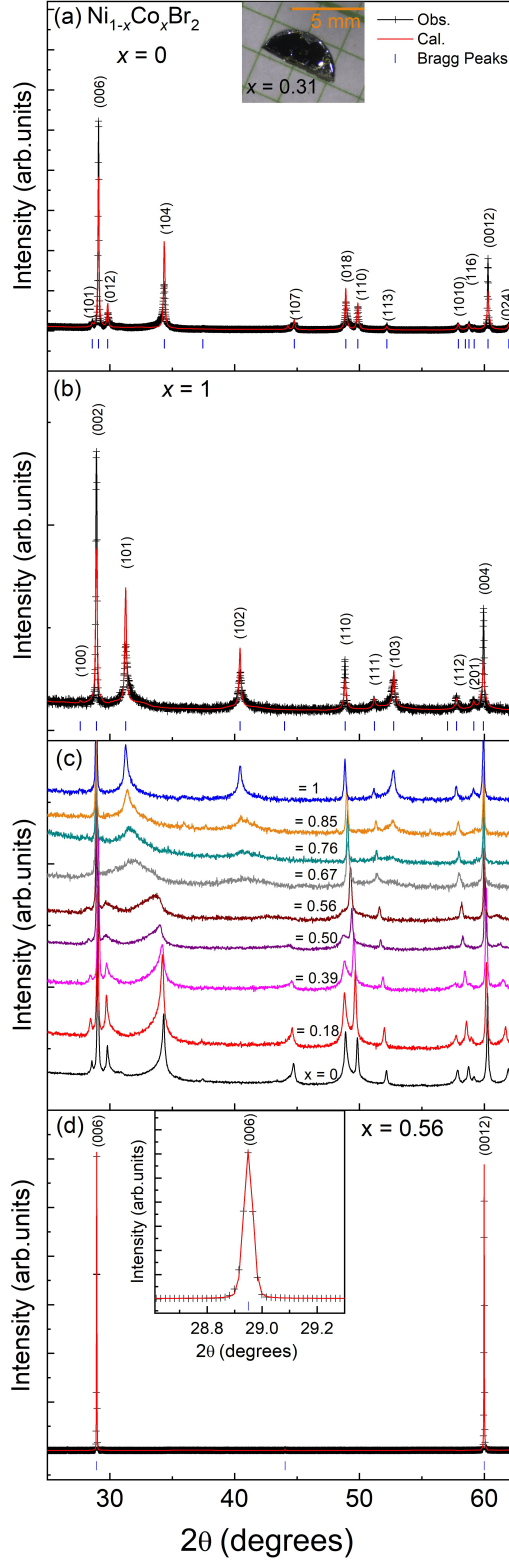 (a) Ni1-xCoxBr2
x = 0
5 mm
x = 0.31
Obs.
Cal.
Bragg Peaks
Intensity (arb.units)
(101)
(006)
(012)
(104)
(107)
(018)
(110)
(113)
(1010)
(116)
(0012)
(024)
(b)
x = 1
Intensity (arb.units)
(100)
(002)
(101)
(102)
(110)
(111)
(103)
(112)
(201)
(004)
(c)
Intensity (arb.units)
= 1
= 0.85
= 0.76
= 0.67
= 0.56
= 0.50
= 0.39
= 0.18
x = 0
(d)
x = 0.56
Intensity (arb.units)
(006)
(0012)
Intensity (arb.units)
(006)
28.8 29.0 29.2
2θ (degrees)
30 40 50 60
2θ (degrees)